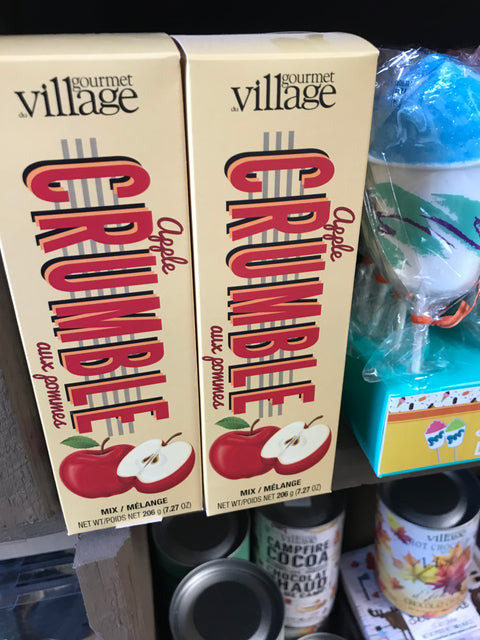 gourmet
du village
Apple
CRUMBLE
aux pommes
MIX / MÉLANGE
NET WT/POIDS NET 206 g (7.27 OZ)
gourmet
du village
Apple
CRUMBLE
aux pommes
MIX / MÉLANGE
NET WT/POIDS NET 206 g (7.27 OZ)
CAMPFIRE
COCOA
CHOCOLAT
CHAUD
village